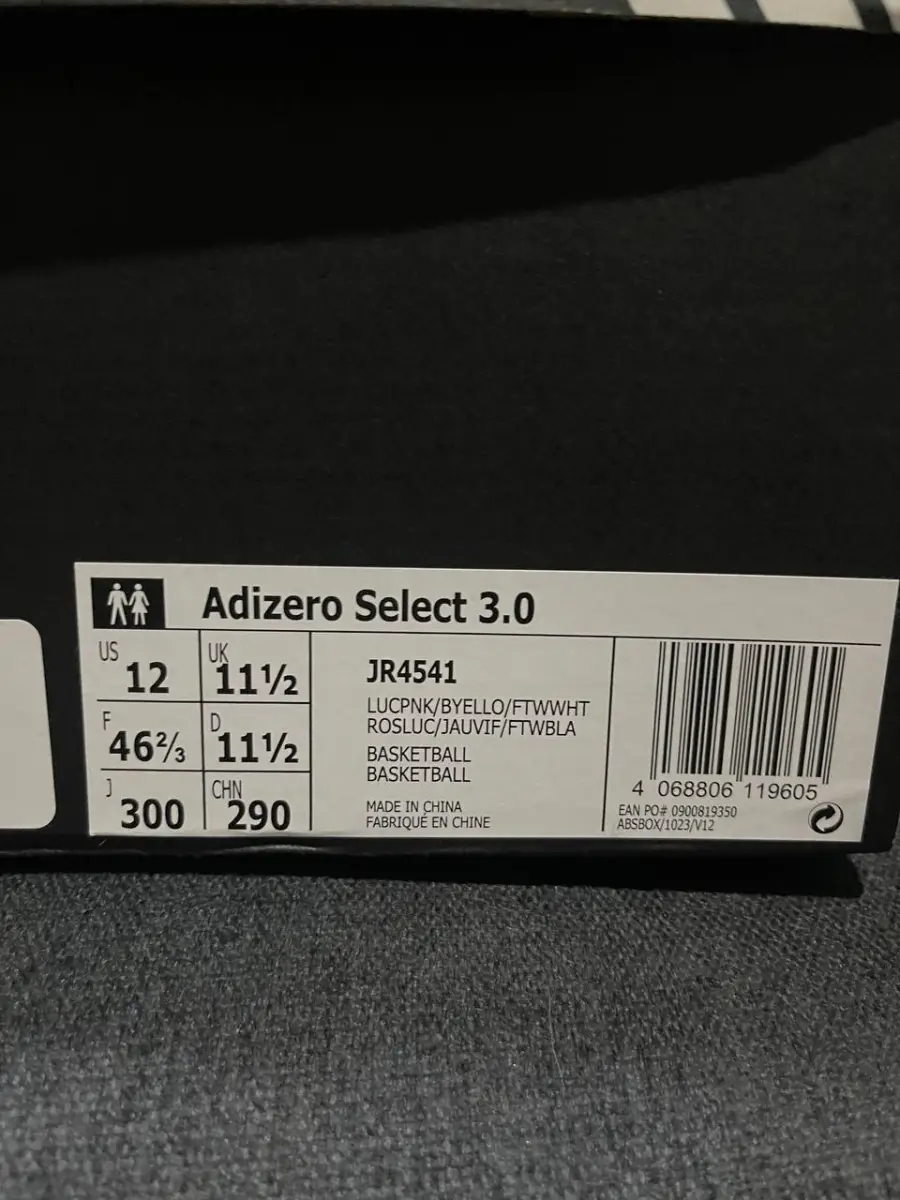 Adizero Select 3.0
US 12
UK 11½
F 46⅔
D 11½
J 300
CHN 290
JR4541
LUCPNK/BYELLO/FTWWHT
ROSLUC/JAUVIF/FTWBLA
BASKETBALL
BASKETBALL
MADE IN CHINA
FABRIQUÉ EN CHINE
4 068806 119605
EAN PO# 0900819350
ABSBOX/1023/V12